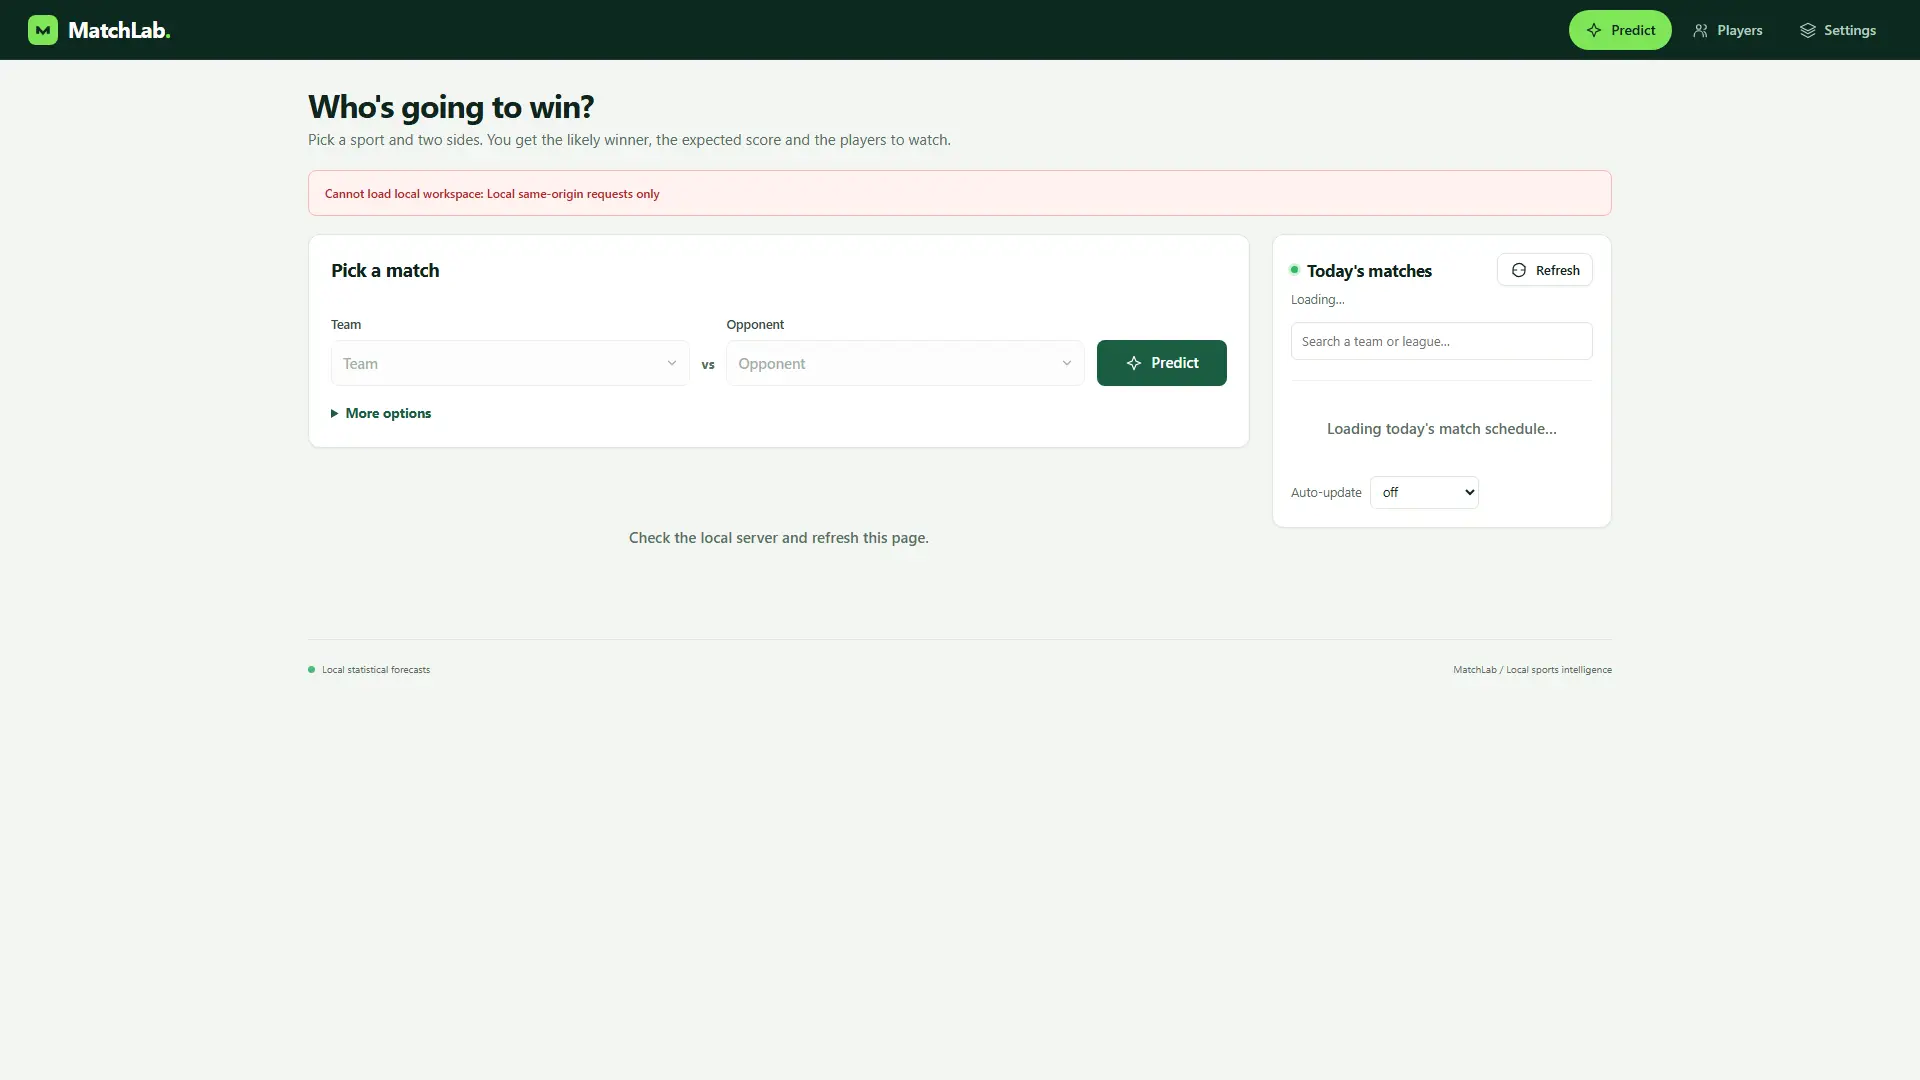 MatchLab.
Predict
Players
Settings
Who's going to win?
Pick a sport and two sides. You get the likely winner, the expected score and the players to watch.
Cannot load local workspace: Local same-origin requests only
Pick a match
Team
Opponent
Team
vs
Opponent
Predict
More options
Today's matches
Refresh
Loading...
Search a team or league...
Loading today's match schedule...
Auto-update
off
Check the local server and refresh this page.
Local statistical forecasts
MatchLab / Local sports intelligence